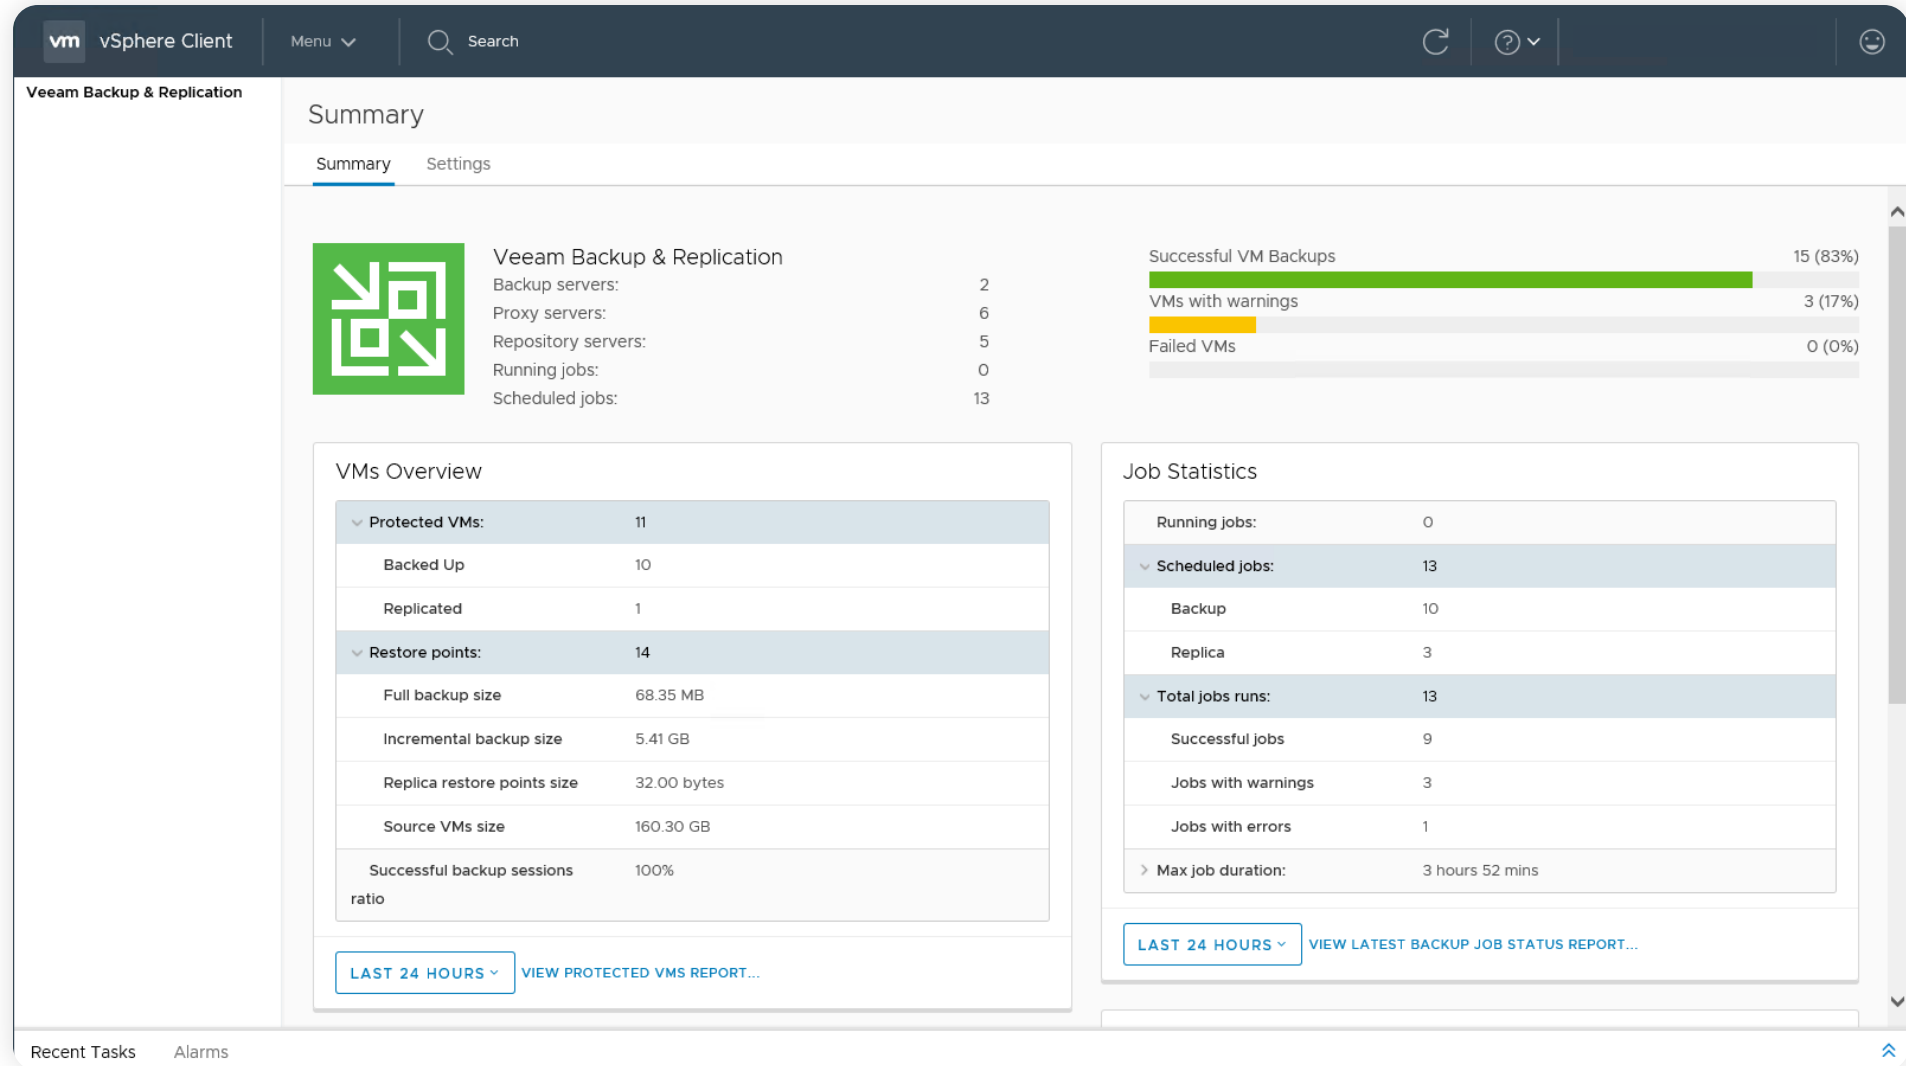 vm vSphere Client Menu Search
Veeam Backup & Replication
Summary
Summary Settings
Veeam Backup & Replication
Backup servers: 2
Proxy servers: 6
Repository servers: 5
Running jobs: 0
Scheduled jobs: 13
Successful VM Backups 15 (83%)
VMs with warnings 3 (17%)
Failed VMs 0 (0%)
VMs Overview
Protected VMs: 11
Backed Up 10
Replicated 1
Restore points: 14
Full backup size 68.35 MB
Incremental backup size 5.41 GB
Replica restore points size 32.00 bytes
Source VMs size 160.30 GB
Successful backup sessions 100%
ratio
LAST 24 HOURS VIEW PROTECTED VMS REPORT...
Job Statistics
Running jobs: 0
Scheduled jobs: 13
Backup 10
Replica 3
Total jobs runs: 13
Successful jobs 9
Jobs with warnings 3
Jobs with errors 1
Max job duration: 3 hours 52 mins
LAST 24 HOURS VIEW LATEST BACKUP JOB STATUS REPORT...
Recent Tasks Alarms